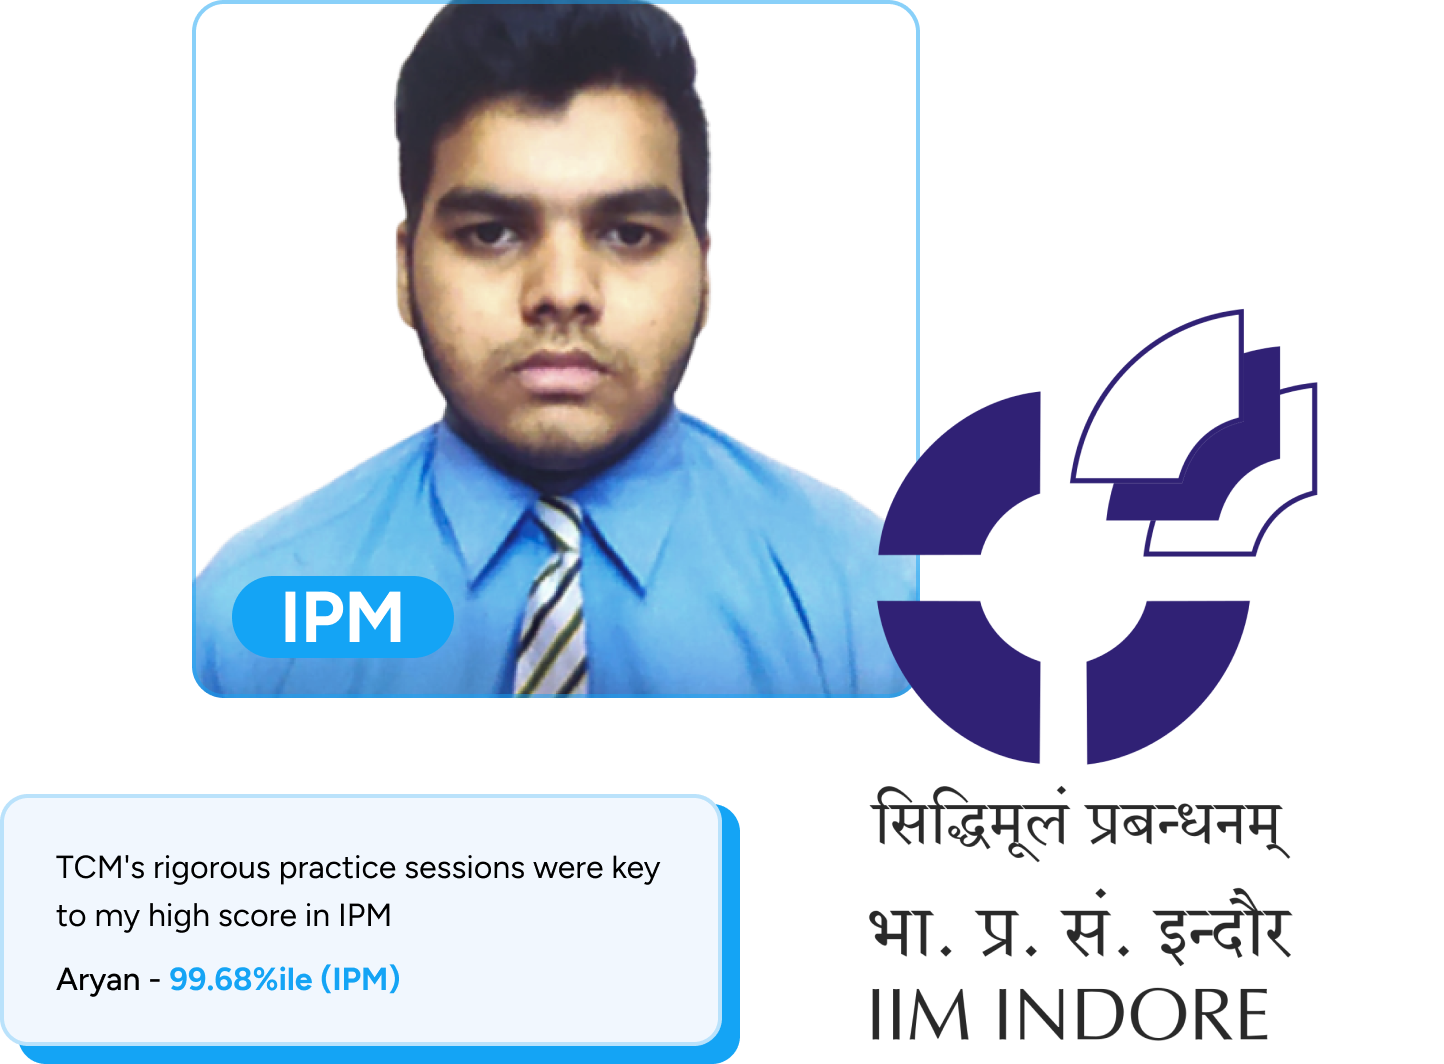 IPM
TCM's rigorous practice sessions were key
to my high score in IPM
Aryan - 99.68%ile (IPM)
सिद्धिमूलं प्रबन्धनम्
भा. प्र. सं. इन्दौर
IIM INDORE